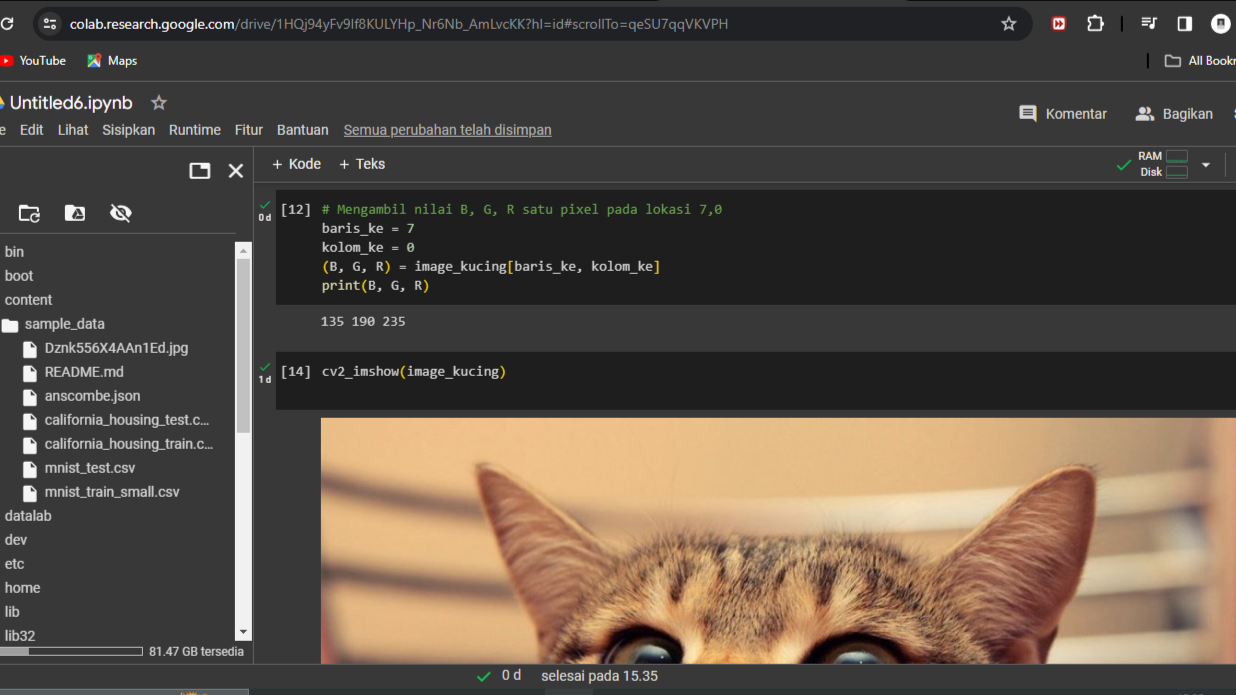 colab.research.google.com/drive/1HQj94yFv9If8KULYHp_Nr6Nb_AmLvcKK?hl=id#scrollTo=qeSU7qqVKVPH
YouTube Maps All Bookr
Untitled6.ipynb
e Edit Lihat Sisipkan Runtime Fitur Bantuan Semua perubahan telah disimpan
Komentar Bagikan
+ Kode + Teks
RAM
Disk
bin
boot
content
sample_data
Dznk556X4AAn1Ed.jpg
README.md
anscombe.json
california_housing_test.c...
california_housing_train.c...
mnist_test.csv
mnist_train_small.csv
datalab
dev
etc
home
lib
lib32
81.47 GB tersedia
0 d
[12] # Mengambil nilai B, G, R satu pixel pada lokasi 7,0
baris_ke = 7
kolom_ke = 0
(B, G, R) = image_kucing[baris_ke, kolom_ke]
print(B, G, R)
135 190 235
1 d
[14] cv2_imshow(image_kucing)
0 d selesai pada 15.35